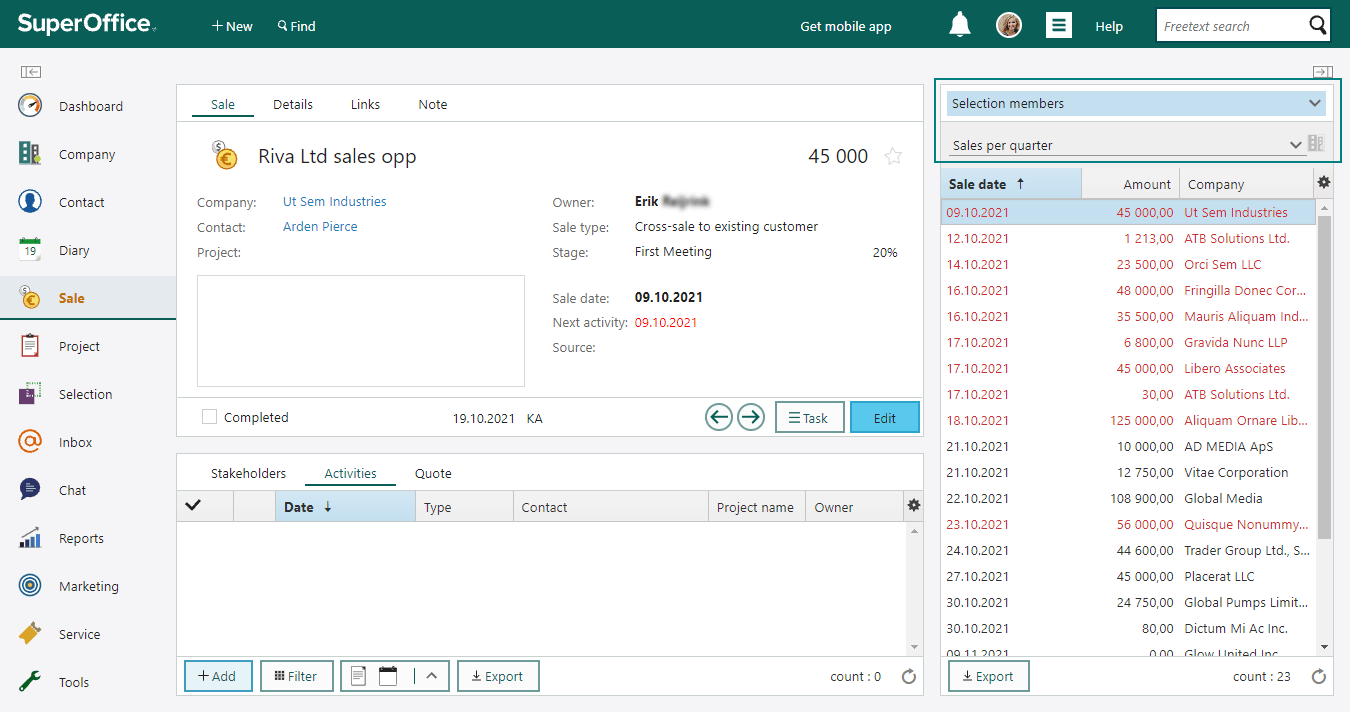 SuperOffice
+ New
Find
Get mobile app
Help
Freetext search
Dashboard
Company
Contact
19
Diary
Sale
Project
Selection
Inbox
Chat
Reports
Marketing
Service
Tools
Sale Details Links Note
Riva Ltd sales opp
45 000
Company: Ut Sem Industries
Contact: Arden Pierce
Project:
Owner: Erik
Sale type: Cross-sale to existing customer
Stage: First Meeting 20%
Sale date: 09.10.2021
Next activity: 09.10.2021
Source:
Completed
19.10.2021 KA
Task
Edit
Stakeholders Activities Quote
Date Type Contact Project name Owner
+ Add
Filter
Export
count : 0
Selection members
Sales per quarter
Sale date Amount Company
09.10.2021 45 000,00 Ut Sem Industries
12.10.2021 1 213,00 ATB Solutions Ltd.
14.10.2021 23 500,00 Orci Sem LLC
16.10.2021 48 000,00 Fringilla Donec Cor...
16.10.2021 35 500,00 Mauris Aliquam Ind...
17.10.2021 6 800,00 Gravida Nunc LLP
17.10.2021 45 000,00 Libero Associates
17.10.2021 30,00 ATB Solutions Ltd.
18.10.2021 125 000,00 Aliquam Ornare Lib...
21.10.2021 10 000,00 AD MEDIA ApS
21.10.2021 12 750,00 Vitae Corporation
22.10.2021 108 900,00 Global Media
23.10.2021 56 000,00 Quisque Nonummy...
24.10.2021 44 600,00 Trader Group Ltd., S...
27.10.2021 45 000,00 Placerat LLC
30.10.2021 24 750,00 Global Pumps Limit...
30.10.2021 80,00 Dictum Mi Ac Inc.
09.11.2021 0,00 Glow United Inc
Export
count : 23